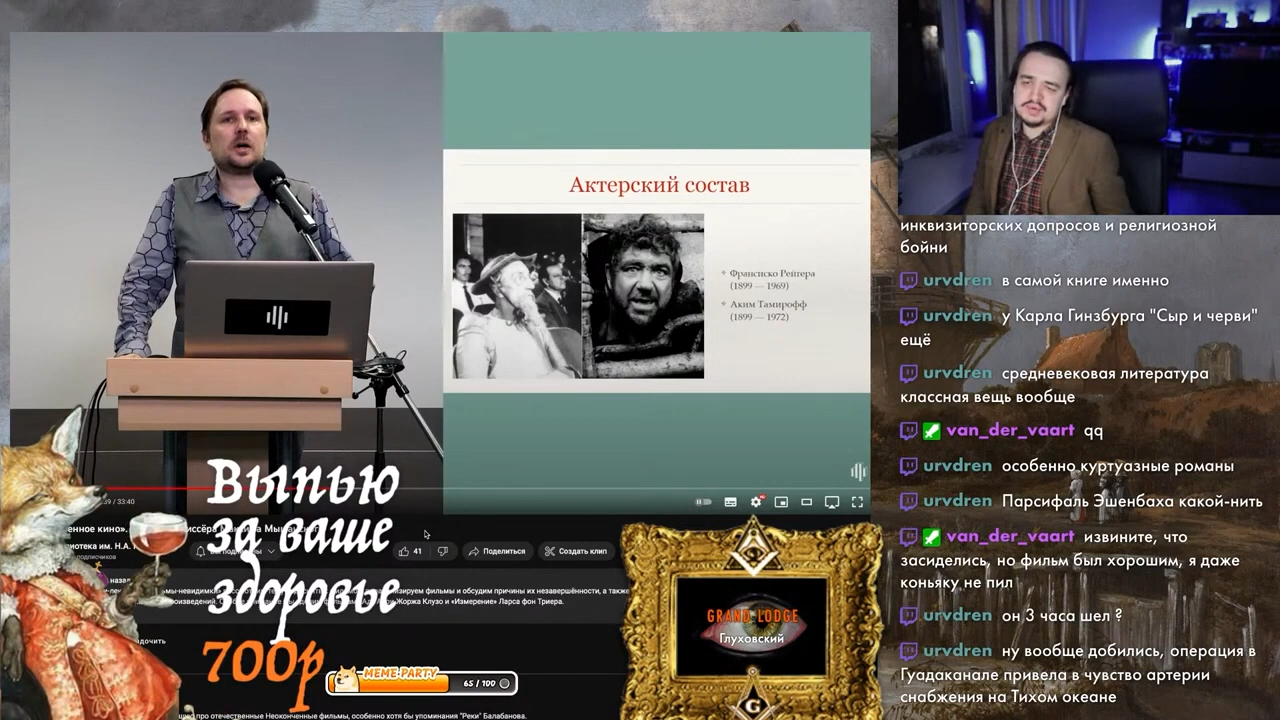 Актерский состав
Франсиско Рейгера
(1899 — 1969)
Аким Тамирофф
(1899 — 1972)
/ 33:40
41
Поделиться
Создать клип
Выпью
за ваше
здоровье
700р
MEME PARTY
65 / 100
GRAND LODGE
Глуховский
G
инквизиторских допросов и религиозной
бойни
urvdren в самой книге именно
urvdren у Карла Гинзбурга "Сыр и черви"
ещё
urvdren средневековая литература
классная вещь вообще
van_der_vaart qq
urvdren особенно куртуазные романы
urvdren Парсифаль Эшенбаха какой-нить
van_der_vaart извините, что
засиделись, но фильм был хорошим, я даже
коньяку не пил
urvdren он 3 часа шел ?
urvdren ну вообще добились, операция в
Гуадаканале привела в чувство артерии
снабжения на Тихом океане